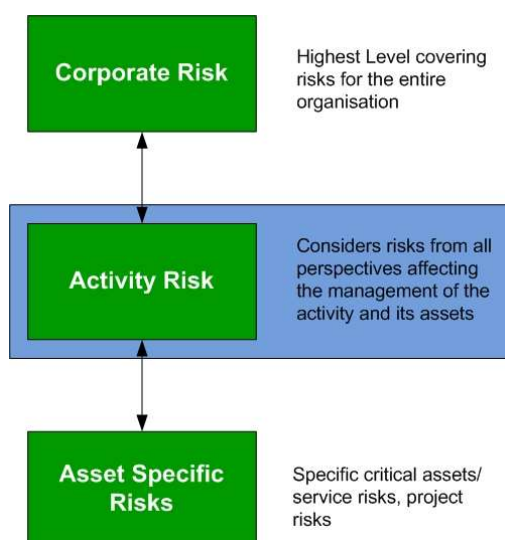 Corporate Risk
Highest Level covering
risks for the entire
organisation
Activity Risk
Considers risks from all
perspectives affecting
the management of the
activity and its assets
Asset Specific
Risks
Specific critical assets/
service risks, project
risks